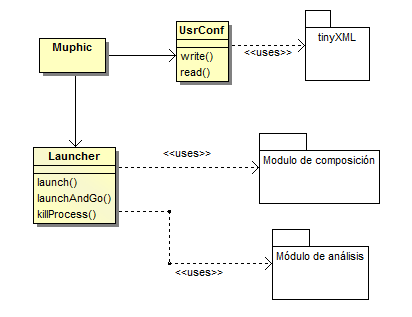 Muphic
UsrConf
write()
read()
<<uses>>
tinyXML
Launcher
launch()
launchAndGo()
killProcess()
<<uses>>
Modulo de composición
<<uses>>
Módulo de análisis